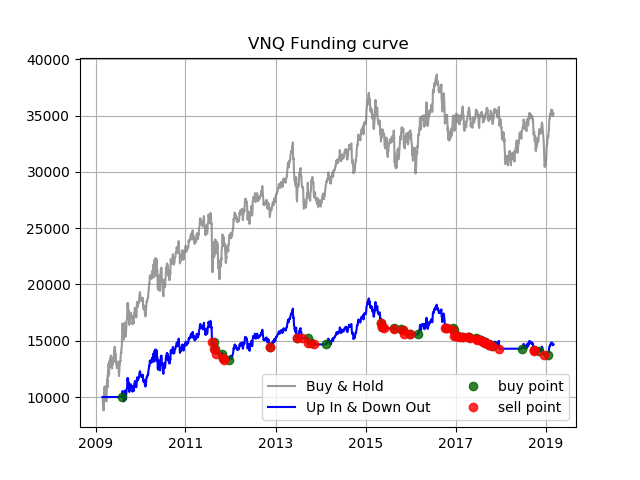 VNQ Funding curve
40000
35000
30000
25000
20000
15000
10000
Buy & Hold
Up In & Down Out
buy point
sell point
2009 2011 2013 2015 2017 2019